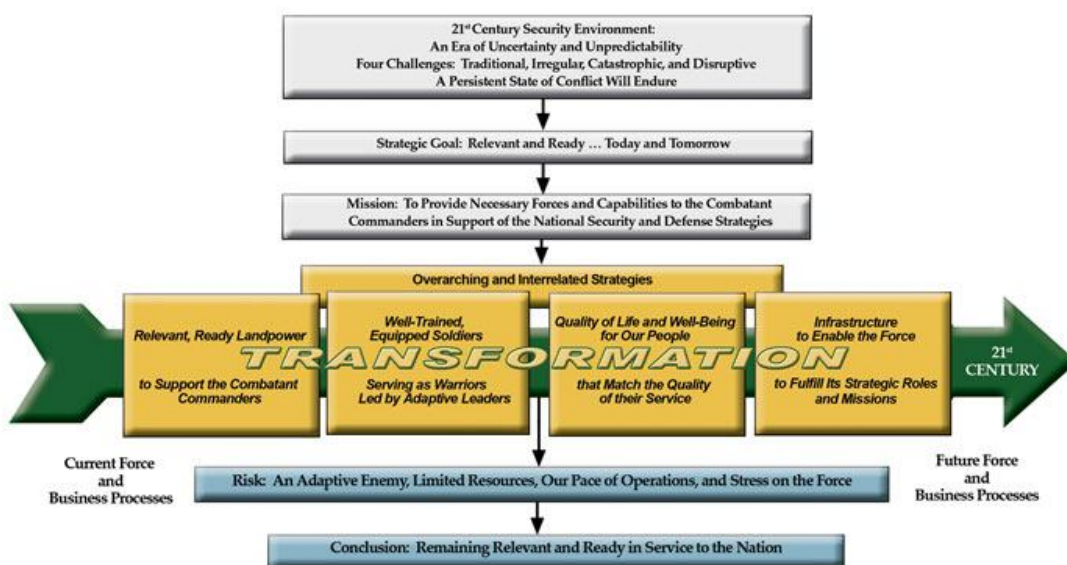 21st Century Security Environment:
An Era of Uncertainty and Unpredictability
Four Challenges: Traditional, Irregular, Catastrophic, and Disruptive
A Persistent State of Conflict Will Endure
Strategic Goal: Relevant and Ready ... Today and Tomorrow
Mission: To Provide Necessary Forces and Capabilities to the Combatant
Commanders in Support of the National Security and Defense Strategies
Overarching and Interrelated Strategies
Relevant, Ready Landpower
to Support the Combatant
Commanders
Well-Trained,
Equipped Soldiers
Serving as Warriors
Led by Adaptive Leaders
Quality of Life and Well-Being
for Our People
that Match the Quality
of their Service
Infrastructure
to Enable the Force
to Fulfill Its Strategic Roles
and Missions
TRANSFORMATION
21st
CENTURY
Current Force
and
Business Processes
Future Force
and
Business Processes
Risk: An Adaptive Enemy, Limited Resources, Our Pace of Operations, and Stress on the Force
Conclusion: Remaining Relevant and Ready in Service to the Nation